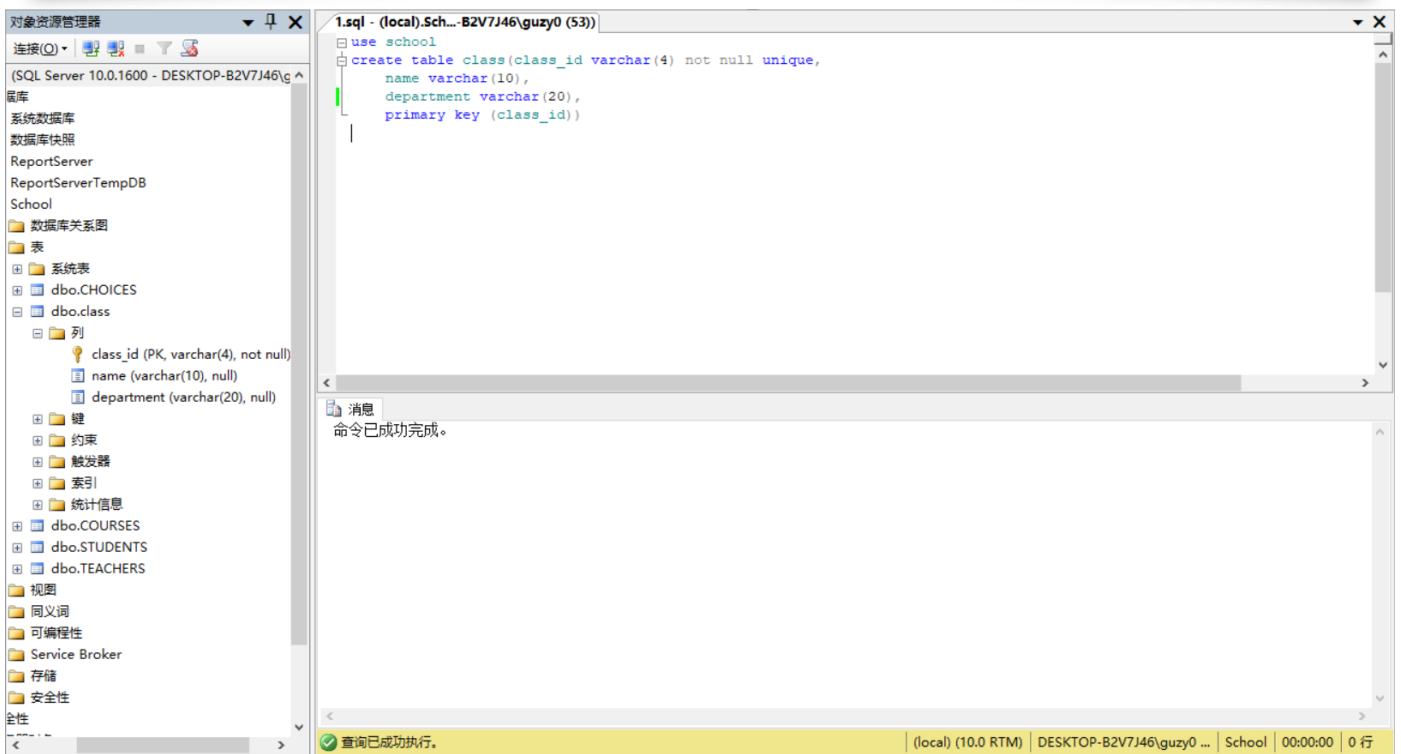 对象资源管理器
连接(O)
(SQL Server 10.0.1600 - DESKTOP-B2V7J46\g
居库
系统数据库
数据库快照
ReportServer
ReportServerTempDB
School
数据库关系图
表
系统表
dbo.CHOICES
dbo.class
列
class_id (PK, varchar(4), not null)
name (varchar(10), null)
department (varchar(20), null)
键
约束
触发器
索引
统计信息
dbo.COURSES
dbo.STUDENTS
dbo.TEACHERS
视图
同义词
可编程性
Service Broker
存储
安全性
全性
1.sql - (local).Sch...-B2V7J46\guzy0 (53))
use school
create table class(class_id varchar(4) not null unique,
name varchar(10),
department varchar(20),
primary key (class_id))
消息
命令已成功完成。
查询已成功执行。
(local) (10.0 RTM)
DESKTOP-B2V7J46\guzy0 ...
School
00:00:00
0 行